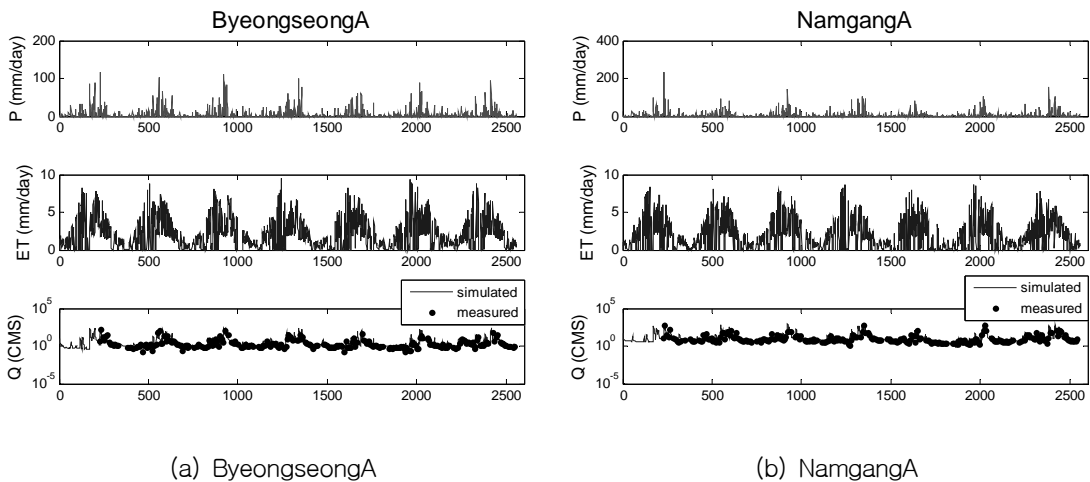 ByeongseongA
P (mm/day)
200
100
0
0 500 1000 1500 2000 2500
ET (mm/day)
10
5
0
0 500 1000 1500 2000 2500
simulated
measured
Q (CMS)
10^5
10^0
10^-5
0 500 1000 1500 2000 2500
(a) ByeongseongA
NamgangA
P (mm/day)
400
200
0
0 500 1000 1500 2000 2500
ET (mm/day)
10
5
0
0 500 1000 1500 2000 2500
simulated
measured
Q (CMS)
10^5
10^0
10^-5
0 500 1000 1500 2000 2500
(b) NamgangA